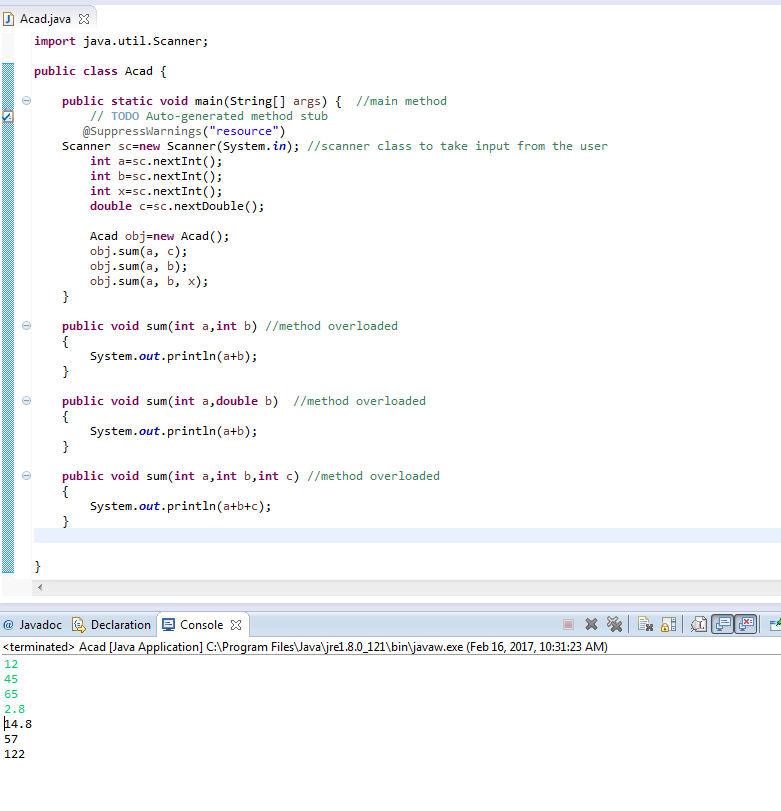 Acad.java
import java.util.Scanner;
public class Acad {
public static void main(String[] args) {  //main method
// TODO Auto-generated method stub
@SuppressWarnings("resource")
Scanner sc=new Scanner(System.in); //scanner class to take input from the user
int a=sc.nextInt();
int b=sc.nextInt();
int x=sc.nextInt();
double c=sc.nextDouble();
Acad obj=new Acad();
obj.sum(a, c);
obj.sum(a, b);
obj.sum(a, b, x);
}
public void sum(int a,int b) //method overloaded
{
System.out.println(a+b);
}
public void sum(int a,double b)  //method overloaded
{
System.out.println(a+b);
}
public void sum(int a,int b,int c) //method overloaded
{
System.out.println(a+b+c);
}
}
@ Javadoc Declaration Console
<terminated> Acad [Java Application] C:\Program Files\Java\jre1.8.0_121\bin\javaw.exe (Feb 16, 2017, 10:31:23 AM)
12
45
65
2.8
14.8
57
122